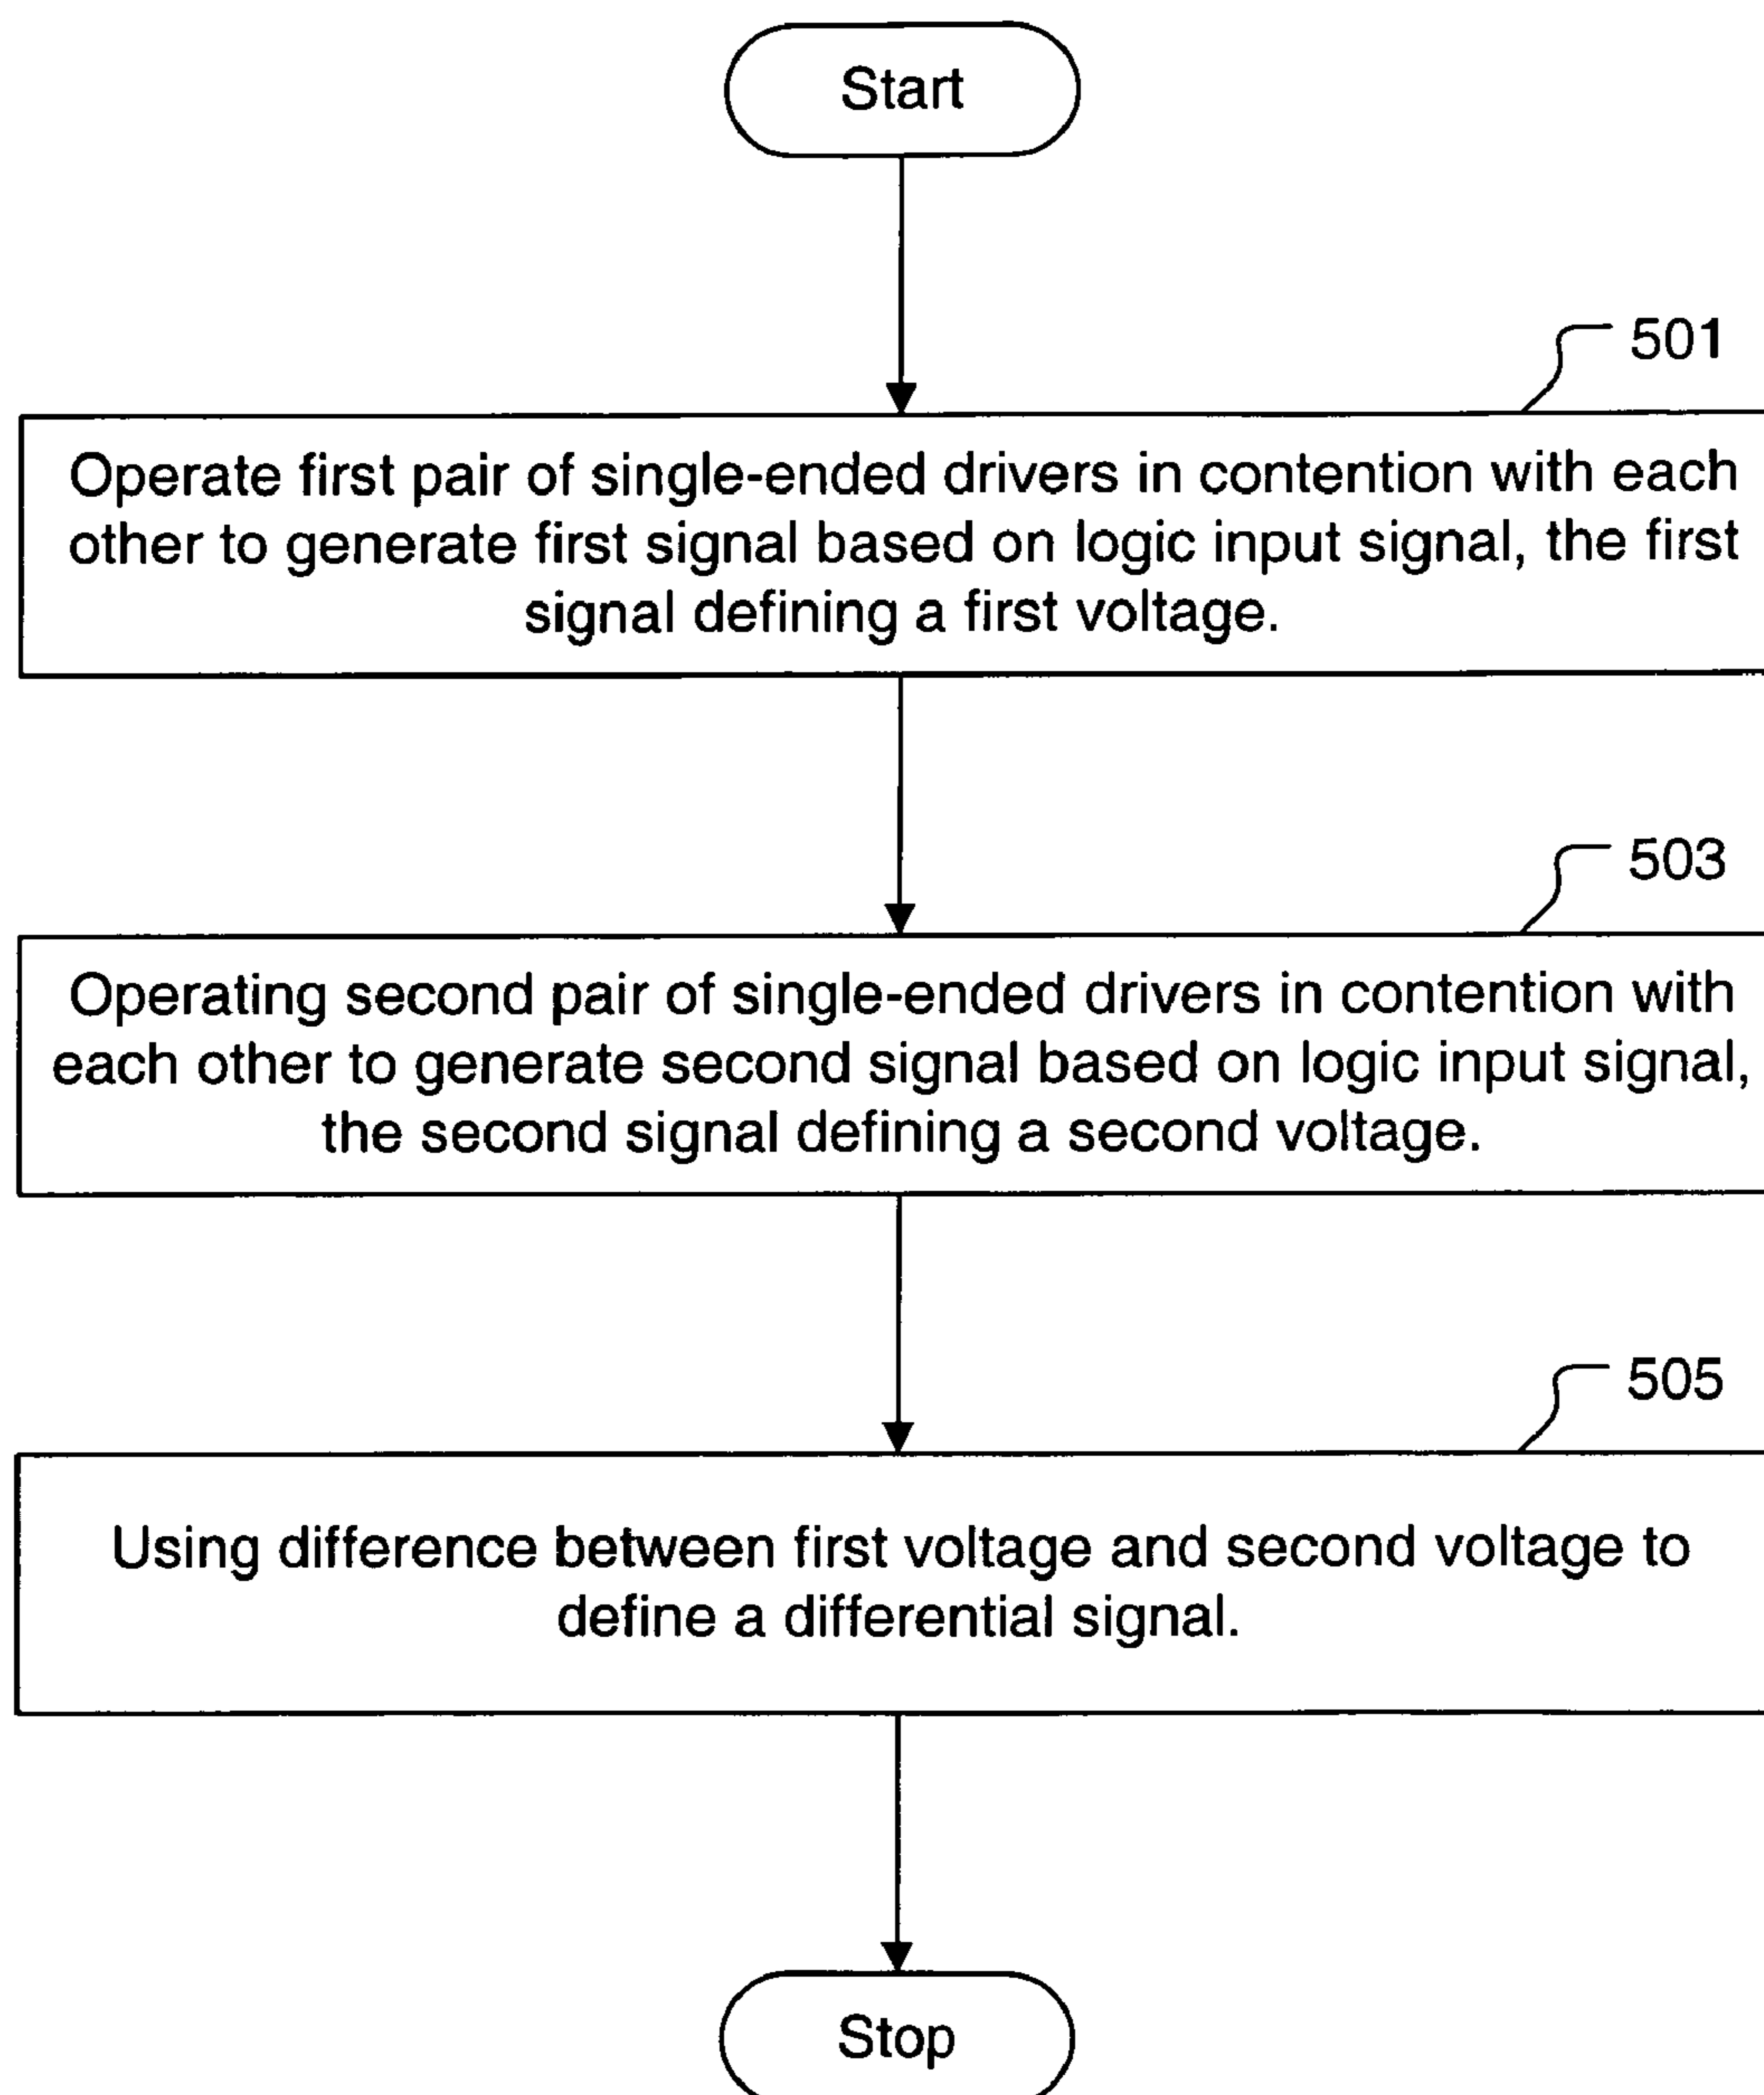 Start
501
Operate first pair of single-ended drivers in contention with each
other to generate first signal based on logic input signal, the first
signal defining a first voltage.
503
Operating second pair of single-ended drivers in contention with
each other to generate second signal based on logic input signal,
the second signal defining a second voltage.
505
Using difference between first voltage and second voltage to
define a differential signal.
Stop